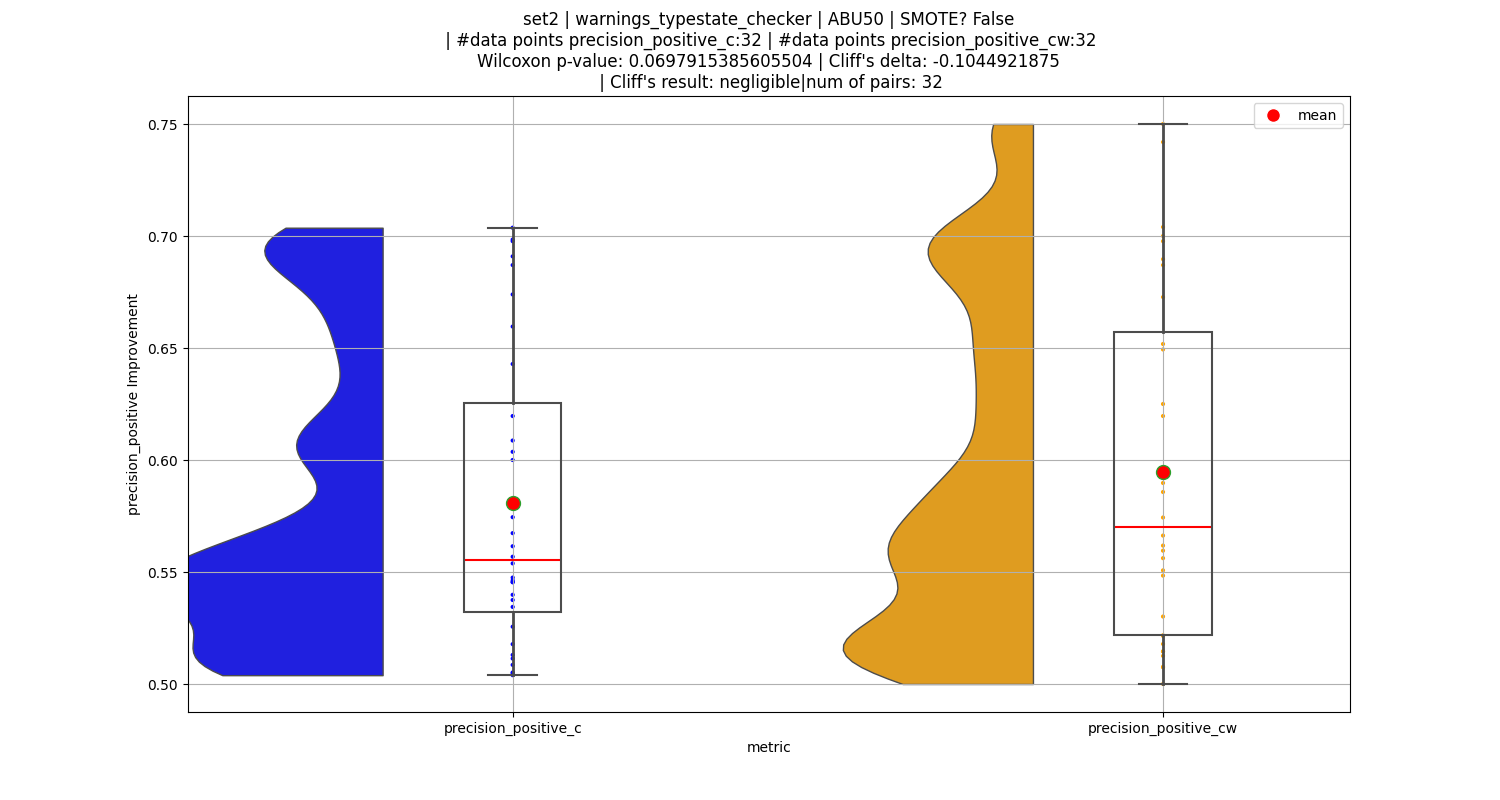 set2 | warnings_typestate_checker | ABU50 | SMOTE? False
| #data points precision_positive_c:32 | #data points precision_positive_cw:32
Wilcoxon p-value: 0.0697915385605504 | Cliff's delta: -0.1044921875
| Cliff's result: negligible|num of pairs: 32
mean
precision_positive Improvement
0.75
0.70
0.65
0.60
0.55
0.50
precision_positive_c
precision_positive_cw
metric